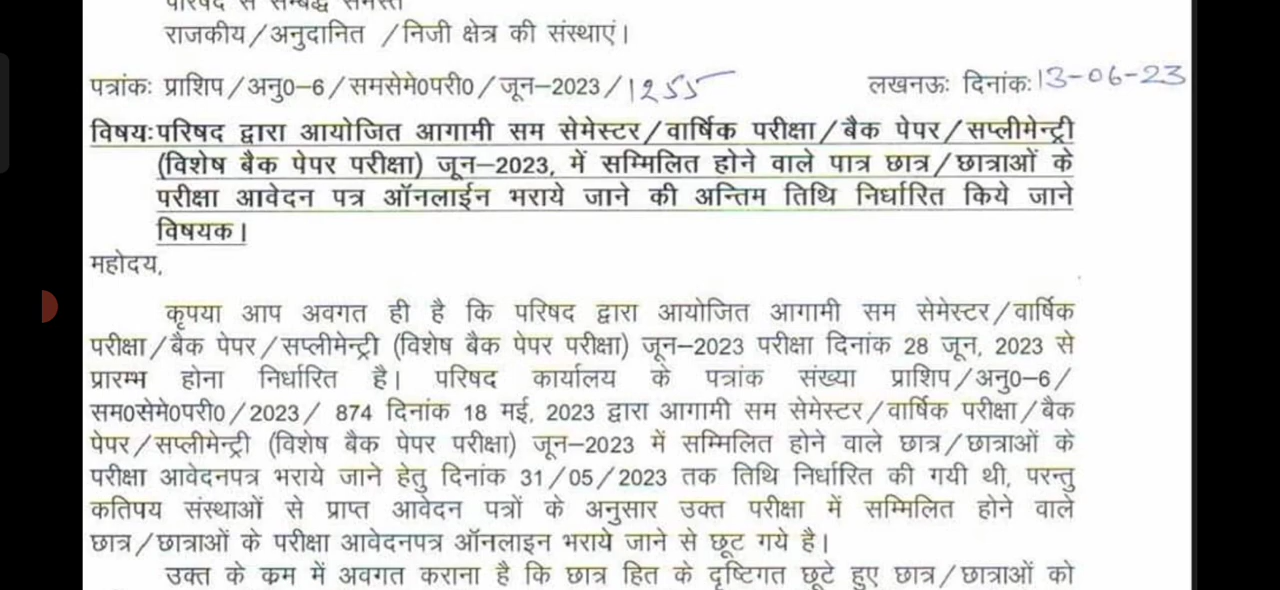 परिषद से सम्बद्ध समस्त
राजकीय/अनुदानित /निजी क्षेत्र की संस्थाएं।
पत्रांकः प्राशिप/अनु0–6/समसेमे0परी0/जून–2023/1255 लखनऊः दिनांकः13-06-23
विषयःपरिषद द्वारा आयोजित आगामी सम सेमेस्टर/वार्षिक परीक्षा/बैक पेपर/सप्लीमेन्ट्री
(विशेष बैक पेपर परीक्षा) जून–2023, में सम्मिलित होने वाले पात्र छात्र/छात्राओं के
परीक्षा आवेदन पत्र ऑनलाईन भराये जाने की अन्तिम तिथि निर्धारित किये जाने
विषयक।
महोदय,
कृपया आप अवगत ही है कि परिषद द्वारा आयोजित आगामी सम सेमेस्टर/वार्षिक
परीक्षा/बैक पेपर/सप्लीमेन्ट्री (विशेष बैक पेपर परीक्षा) जून–2023 परीक्षा दिनांक 28 जून, 2023 से
प्रारम्भ होना निर्धारित है। परिषद कार्यालय के पत्रांक संख्या प्राशिप/अनु0–6/
सम0सेमे0परी0/2023/ 874 दिनांक 18 मई, 2023 द्वारा आगामी सम सेमेस्टर/वार्षिक परीक्षा/बैक
पेपर/सप्लीमेन्ट्री (विशेष बैक पेपर परीक्षा) जून–2023 में सम्मिलित होने वाले छात्र/छात्राओं के
परीक्षा आवेदनपत्र भराये जाने हेतु दिनांक 31/05/2023 तक तिथि निर्धारित की गयी थी, परन्तु
कतिपय संस्थाओं से प्राप्त आवेदन पत्रों के अनुसार उक्त परीक्षा में सम्मिलित होने वाले
छात्र/छात्राओं के परीक्षा आवेदनपत्र ऑनलाइन भराये जाने से छूट गये है।
उक्त के क्रम में अवगत कराना है कि छात्र हित के दृष्टिगत छूटे हुए छात्र/छात्राओं को